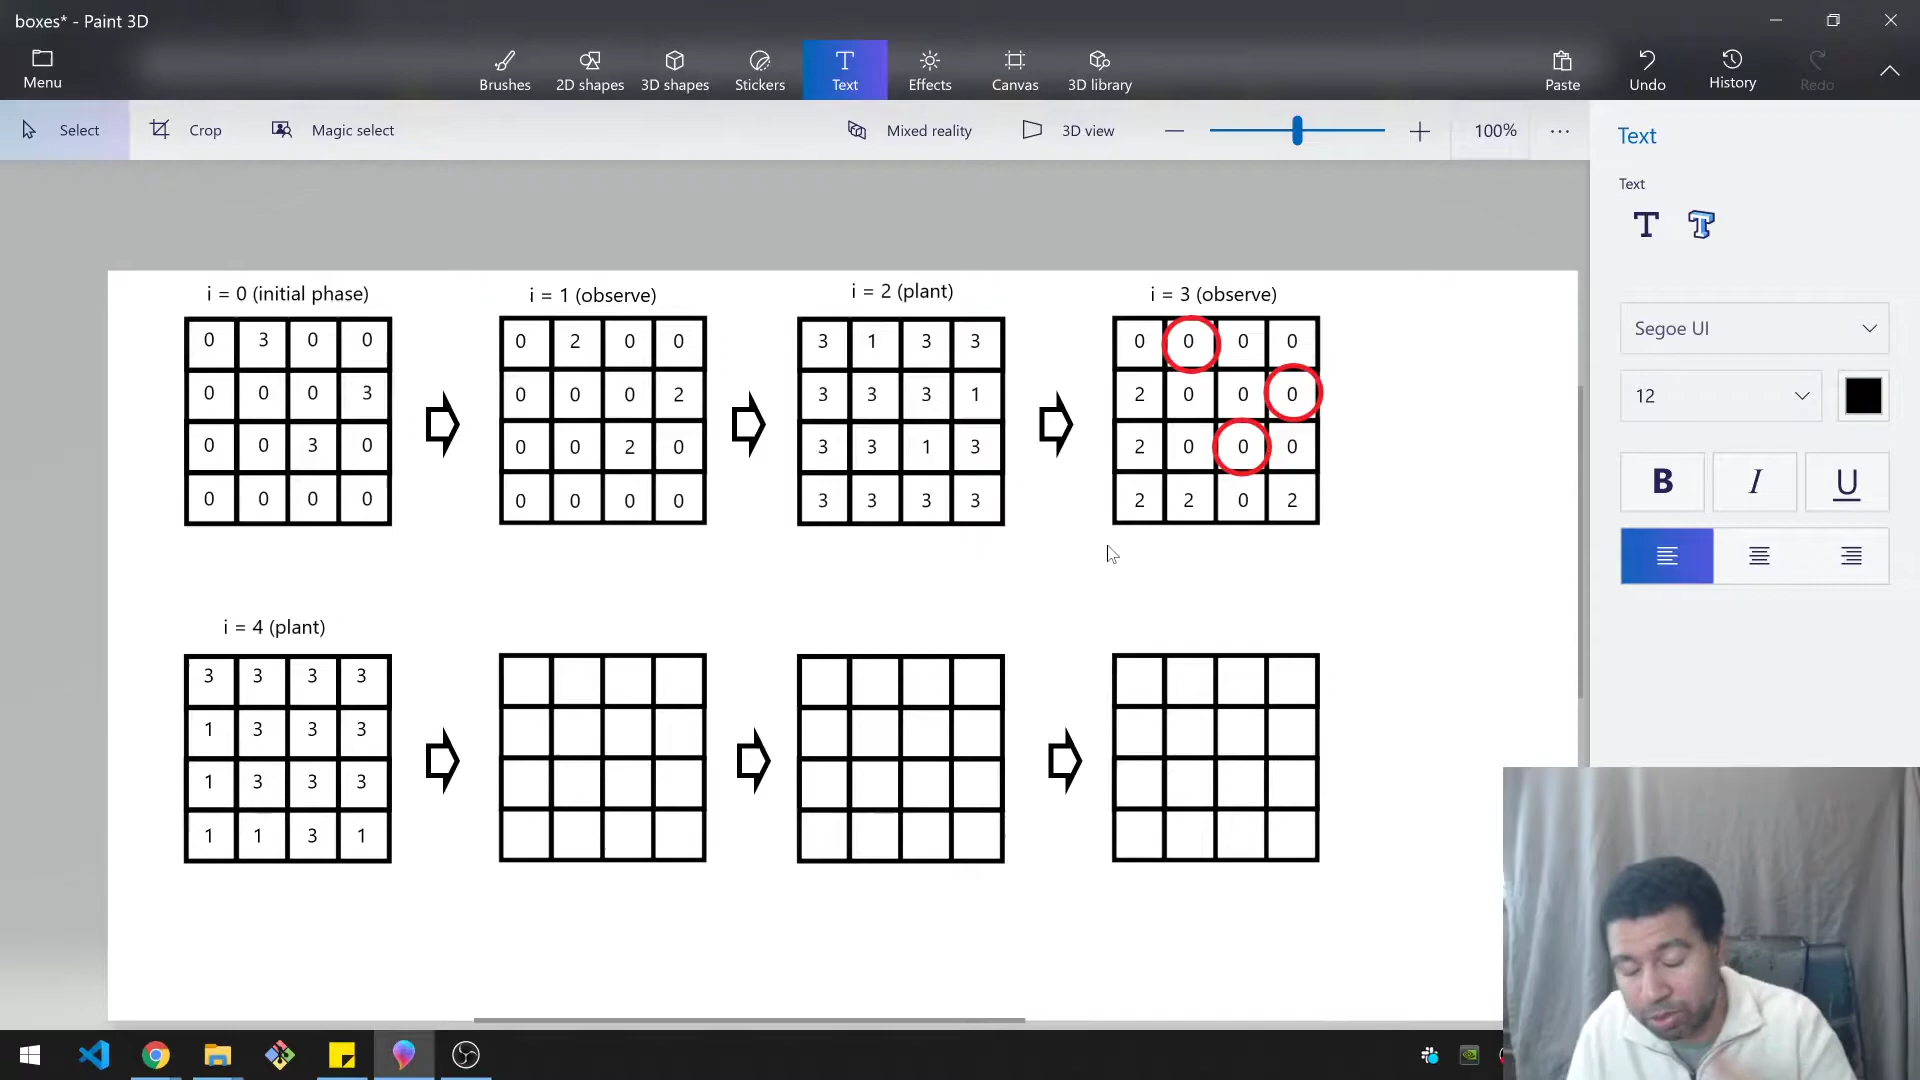 boxes* - Paint 3D
Menu
Brushes
2D shapes
3D shapes
Stickers
Text
Effects
Canvas
3D library
Paste
Undo
History
Redo
Select
Crop
Magic select
Mixed reality
3D view
100%
Text
Text
Segoe UI
12
B I U
i = 0 (initial phase)
0 3 0 0
0 0 0 3
0 0 3 0
0 0 0 0
i = 1 (observe)
0 2 0 0
0 0 0 2
0 0 2 0
0 0 0 0
i = 2 (plant)
3 1 3 3
3 3 3 1
3 3 1 3
3 3 3 3
i = 3 (observe)
0 0 0 0
2 0 0 0
2 0 0 0
2 2 0 2
i = 4 (plant)
3 3 3 3
1 3 3 3
1 3 3 3
1 1 3 1